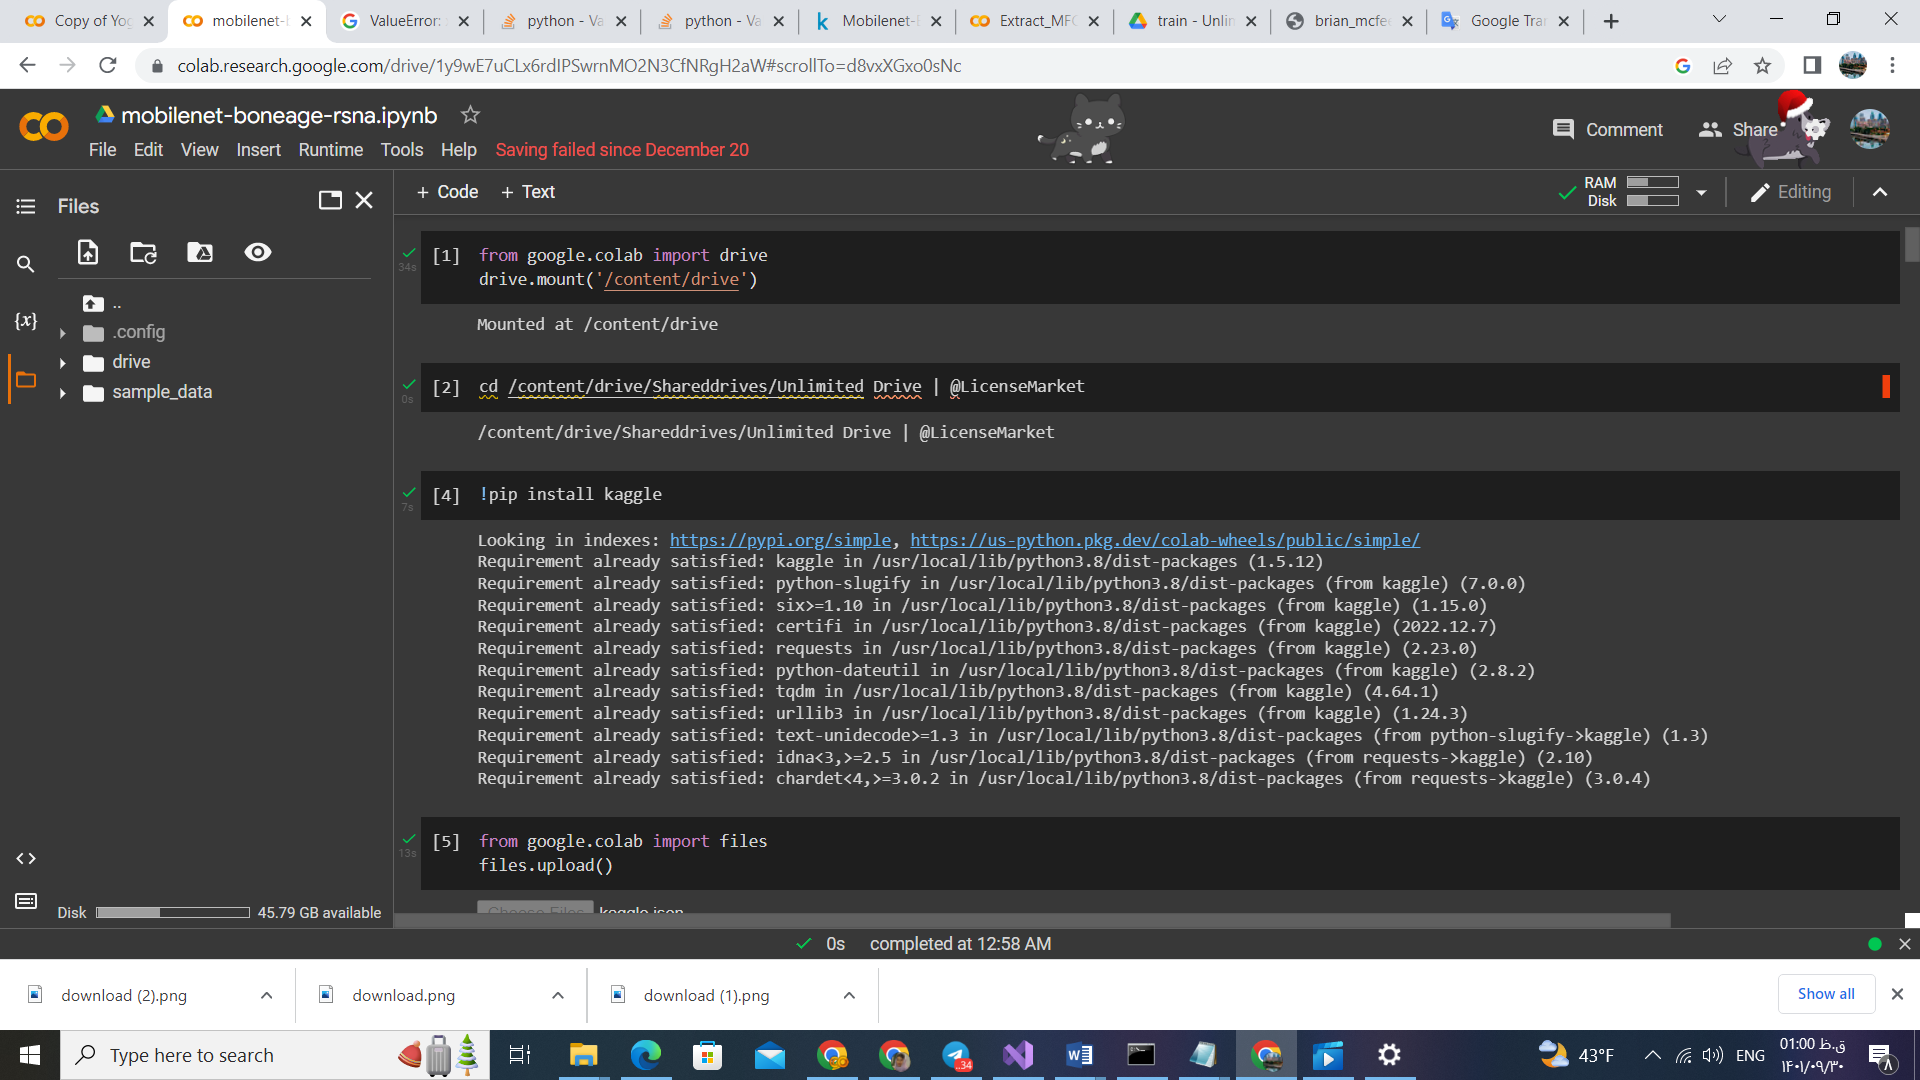 Copy of Yog
mobilenet-b
ValueError:
python - Va
python - Va
Mobilenet-
Extract_MFC
train - Unlin
brian_mcfee
Google Tran
colab.research.google.com/drive/1y9wE7uCLx6rdIPSwrnMO2N3CfNRgH2aW#scrollTo=d8vxXGxo0sNc
mobilenet-boneage-rsna.ipynb
File Edit View Insert Runtime Tools Help Saving failed since December 20
Comment Share
Files
+ Code + Text
RAM
Disk
Editing
..
.config
drive
sample_data
{x}
34s
[1] from google.colab import drive
drive.mount('/content/drive')
Mounted at /content/drive
0s
[2] cd /content/drive/Shareddrives/Unlimited Drive | @LicenseMarket
/content/drive/Shareddrives/Unlimited Drive | @LicenseMarket
7s
[4] !pip install kaggle
Looking in indexes: https://pypi.org/simple, https://us-python.pkg.dev/colab-wheels/public/simple/
Requirement already satisfied: kaggle in /usr/local/lib/python3.8/dist-packages (1.5.12)
Requirement already satisfied: python-slugify in /usr/local/lib/python3.8/dist-packages (from kaggle) (7.0.0)
Requirement already satisfied: six>=1.10 in /usr/local/lib/python3.8/dist-packages (from kaggle) (1.15.0)
Requirement already satisfied: certifi in /usr/local/lib/python3.8/dist-packages (from kaggle) (2022.12.7)
Requirement already satisfied: requests in /usr/local/lib/python3.8/dist-packages (from kaggle) (2.23.0)
Requirement already satisfied: python-dateutil in /usr/local/lib/python3.8/dist-packages (from kaggle) (2.8.2)
Requirement already satisfied: tqdm in /usr/local/lib/python3.8/dist-packages (from kaggle) (4.64.1)
Requirement already satisfied: urllib3 in /usr/local/lib/python3.8/dist-packages (from kaggle) (1.24.3)
Requirement already satisfied: text-unidecode>=1.3 in /usr/local/lib/python3.8/dist-packages (from python-slugify->kaggle) (1.3)
Requirement already satisfied: idna<3,>=2.5 in /usr/local/lib/python3.8/dist-packages (from requests->kaggle) (2.10)
Requirement already satisfied: chardet<4,>=3.0.2 in /usr/local/lib/python3.8/dist-packages (from requests->kaggle) (3.0.4)
13s
[5] from google.colab import files
files.upload()
Choose Files kaggle.json
Disk 45.79 GB available
0s completed at 12:58 AM
download (2).png
download.png
download (1).png
Show all
Type here to search
34
43°F
ENG
01:00 ق.ظ
۱۴۰۱/۰۹/۳۰
۸